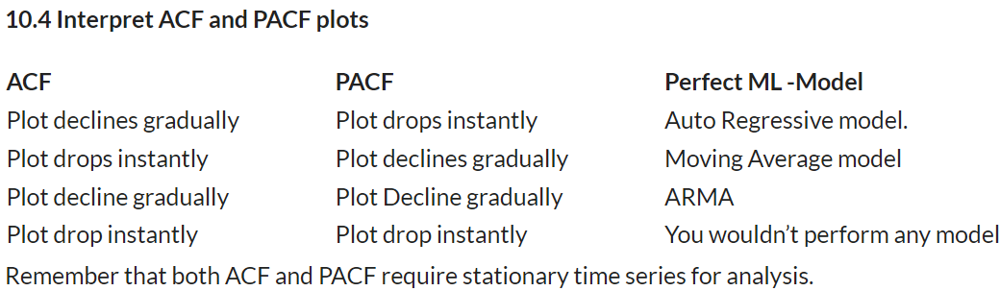 10.4 Interpret ACF and PACF plots
ACF PACF Perfect ML -Model
Plot declines gradually Plot drops instantly Auto Regressive model.
Plot drops instantly Plot declines gradually Moving Average model
Plot decline gradually Plot Decline gradually ARMA
Plot drop instantly Plot drop instantly You wouldn’t perform any model
Remember that both ACF and PACF require stationary time series for analysis.